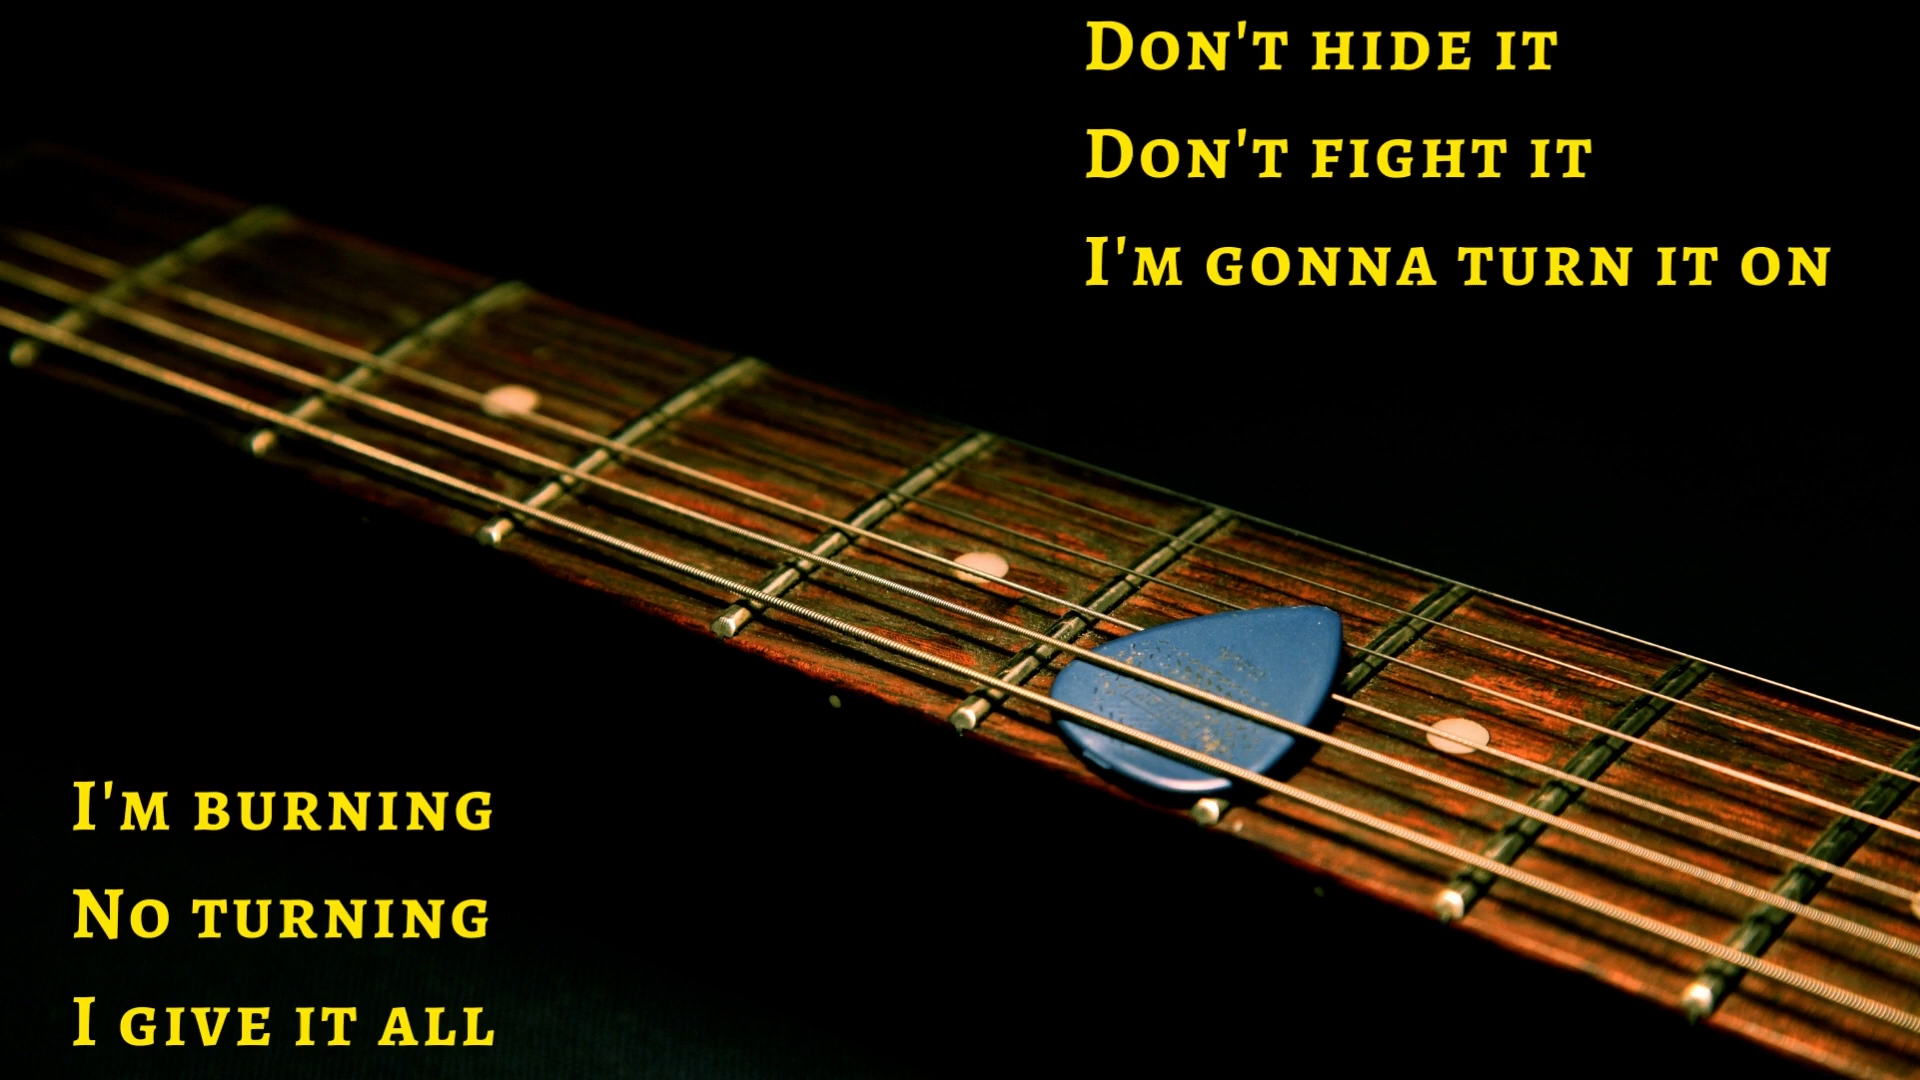 Don't hide it
Don't fight it
I'm gonna turn it on
I'm burning
No turning
I give it all